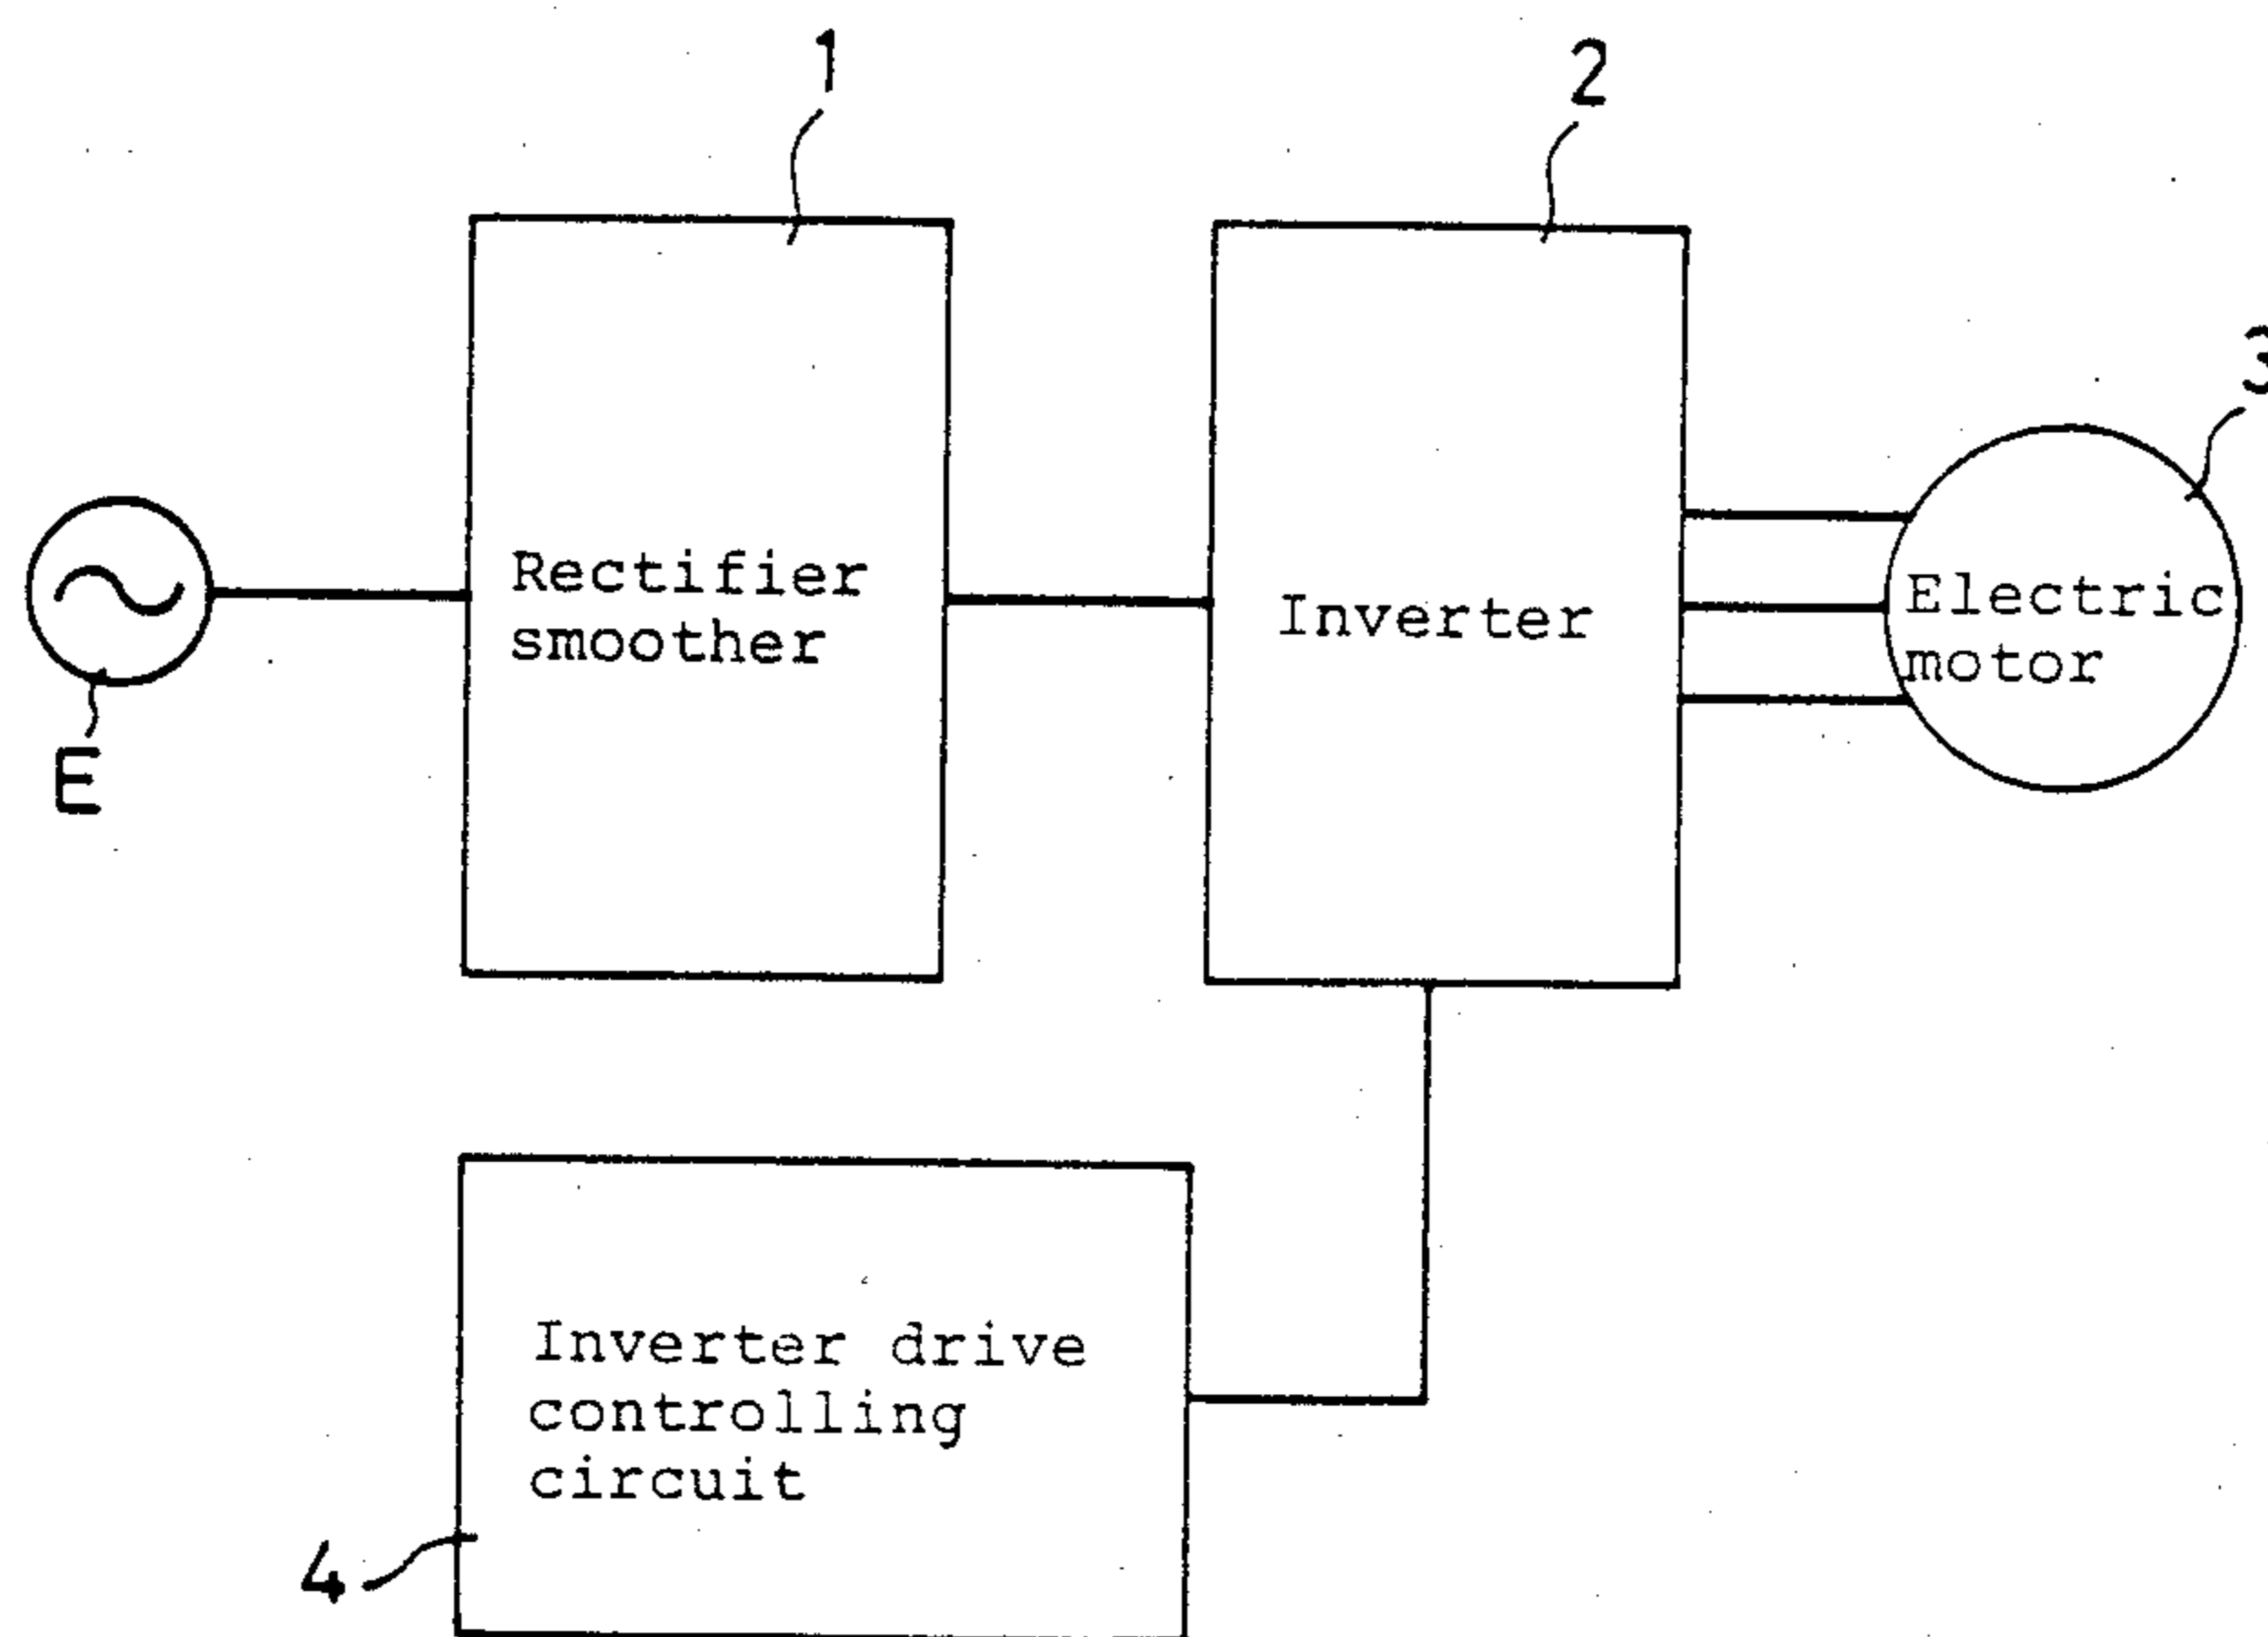 1
2
3
Rectifier
smoother
Inverter
Electric
motor
E
Inverter drive
controlling
circuit
4